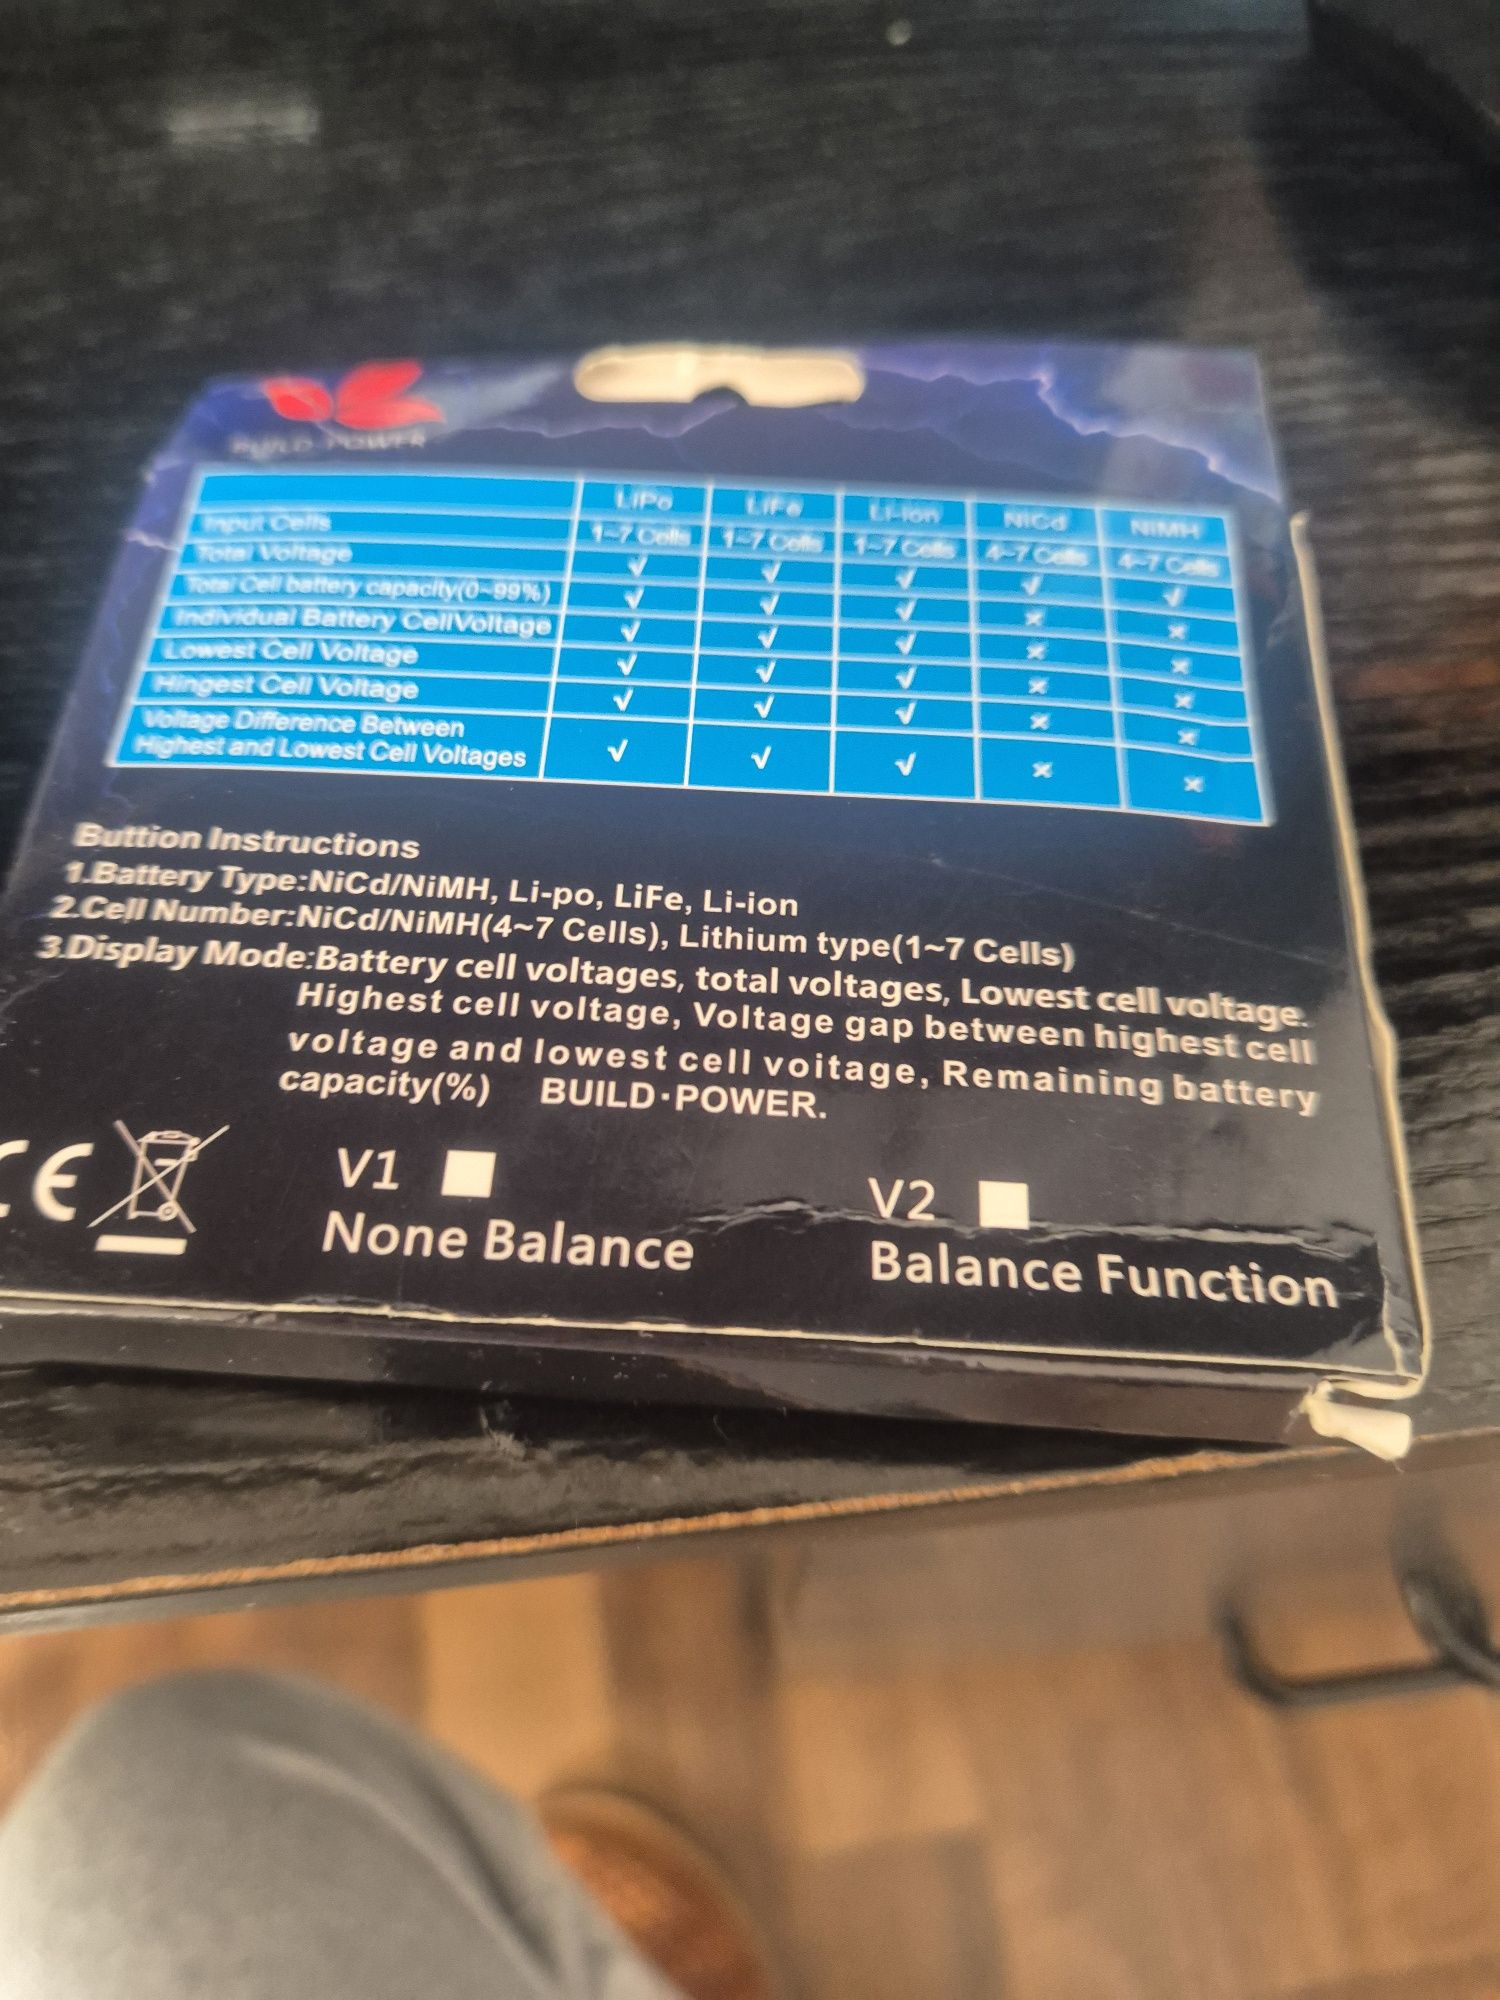 BUILD·POWER
LiPo LiFe Li-ion NiCd NiMH
Input Cells 1~7 Cells 1~7 Cells 1~7 Cells 4~7 Cells 4~7 Cells
Total Voltage √ √ √ √ √
Total Cell battery capacity(0~99%) √ √ √ × ×
Individual Battery CellVoltage √ √ √ × ×
Lowest Cell Voltage √ √ √ × ×
Hingest Cell Voltage √ √ √ × ×
Voltage Difference Between
Highest and Lowest Cell Voltages √ √ √ × ×
Buttion Instructions
1.Battery Type:NiCd/NiMH, Li-po, LiFe, Li-ion
2.Cell Number:NiCd/NiMH(4~7 Cells), Lithium type(1~7 Cells)
3.Display Mode:Battery cell voltages, total voltages, Lowest cell voltage.
Highest cell voltage, Voltage gap between highest cell
voltage and lowest cell voitage, Remaining battery
capacity(%) BUILD·POWER.
CE
V1 V2
None Balance Balance Function